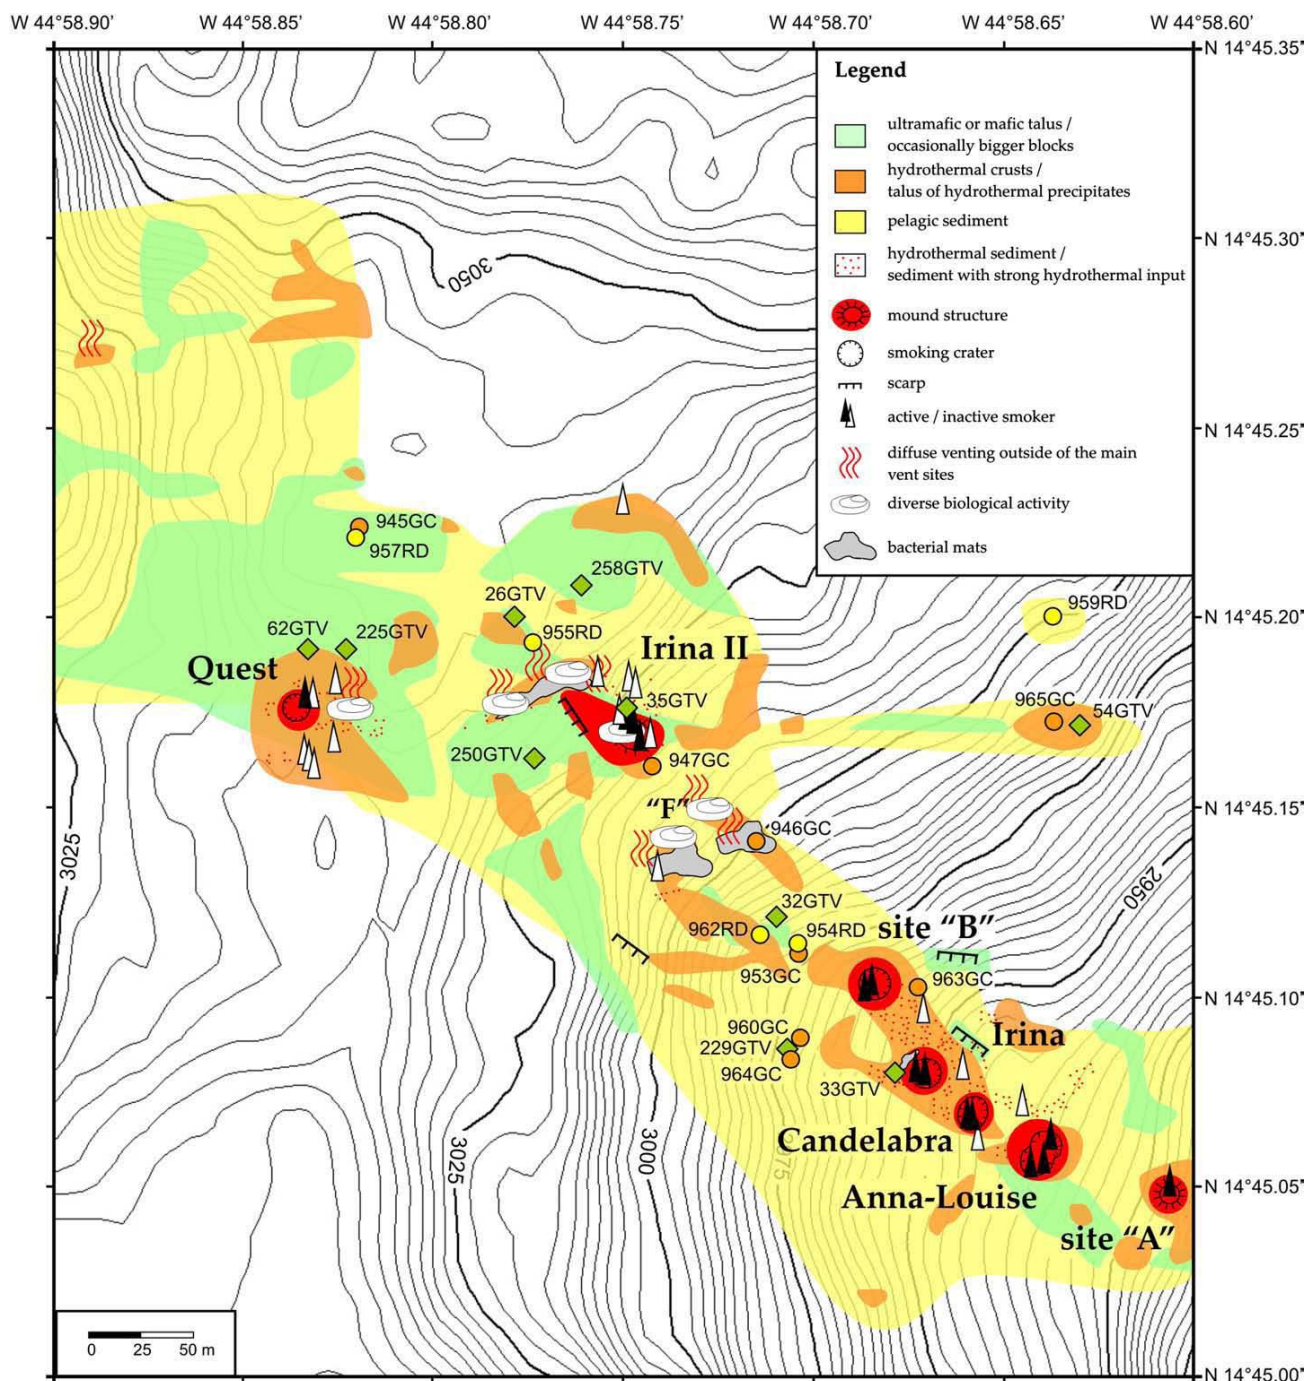 W 44°58.90' W 44°58.85' W 44°58.80' W 44°58.75' W 44°58.70' W 44°58.65' W 44°58.60'
N 14°45.35'
Legend
ultramafic or mafic talus /
occasionally bigger blocks
hydrothermal crusts /
talus of hydrothermal precipitates
pelagic sediment
hydrothermal sediment /
sediment with strong hydrothermal input
mound structure
smoking crater
scarp
active / inactive smoker
diffuse venting outside of the main
vent sites
diverse biological activity
bacterial mats
N 14°45.30'
3050
N 14°45.25'
945GC
957RD
258GTV
26GTV
959RD
N 14°45.20'
62GTV
225GTV
955RD
Irina II
Quest
35GTV
965GC
54GTV
250GTV
947GC
"F"
N 14°45.15'
946GC
3025
2950
32GTV
962RD
954RD
site "B"
953GC
963GC
N 14°45.10'
960GC
Irina
229GTV
964GC
33GTV
Candelabra
3025
3000
2975
Anna-Louise
N 14°45.05'
site "A"
0 25 50 m
N 14°45.00'